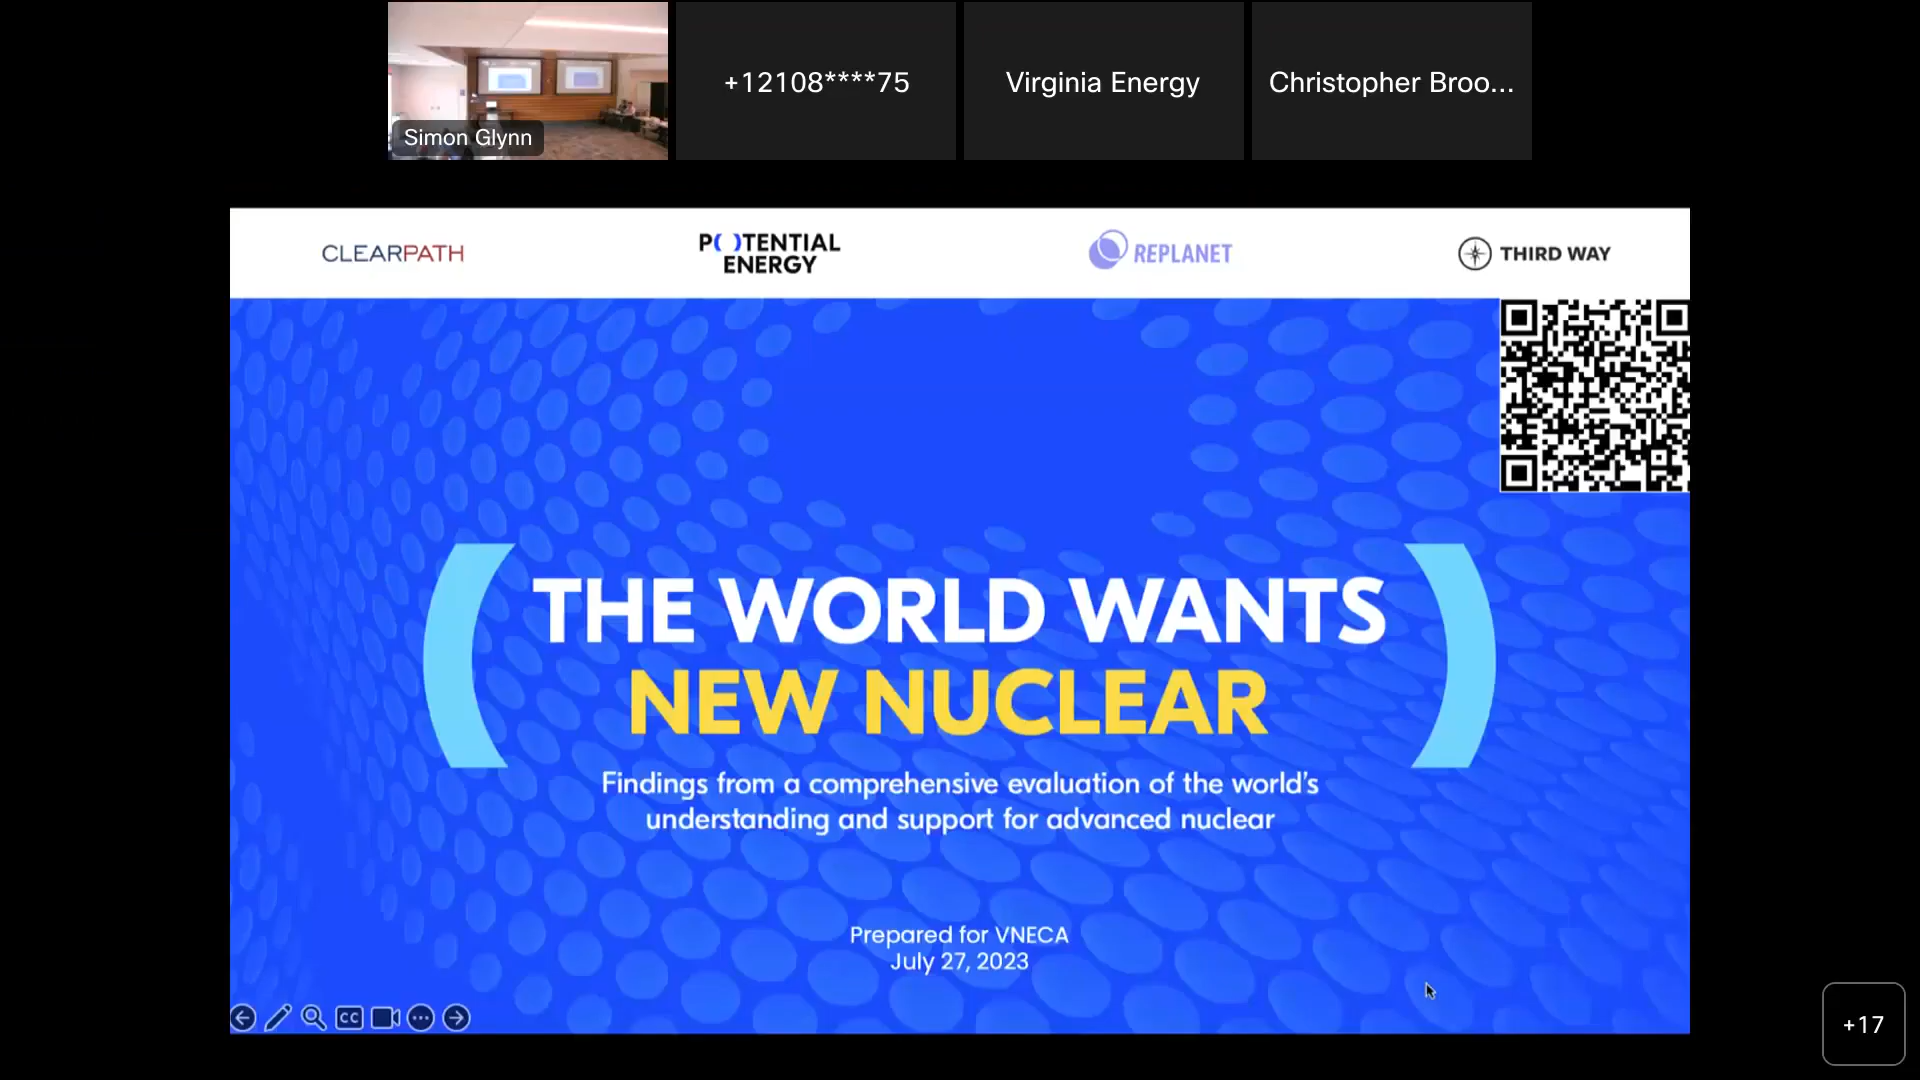 Simon Glynn
+12108****75
Virginia Energy
Christopher Broo...
CLEARPATH
P( )TENTIAL
ENERGY
REPLANET
THIRD WAY
THE WORLD WANTS
NEW NUCLEAR
Findings from a comprehensive evaluation of the world's
understanding and support for advanced nuclear
Prepared for VNECA
July 27, 2023
CC
+17